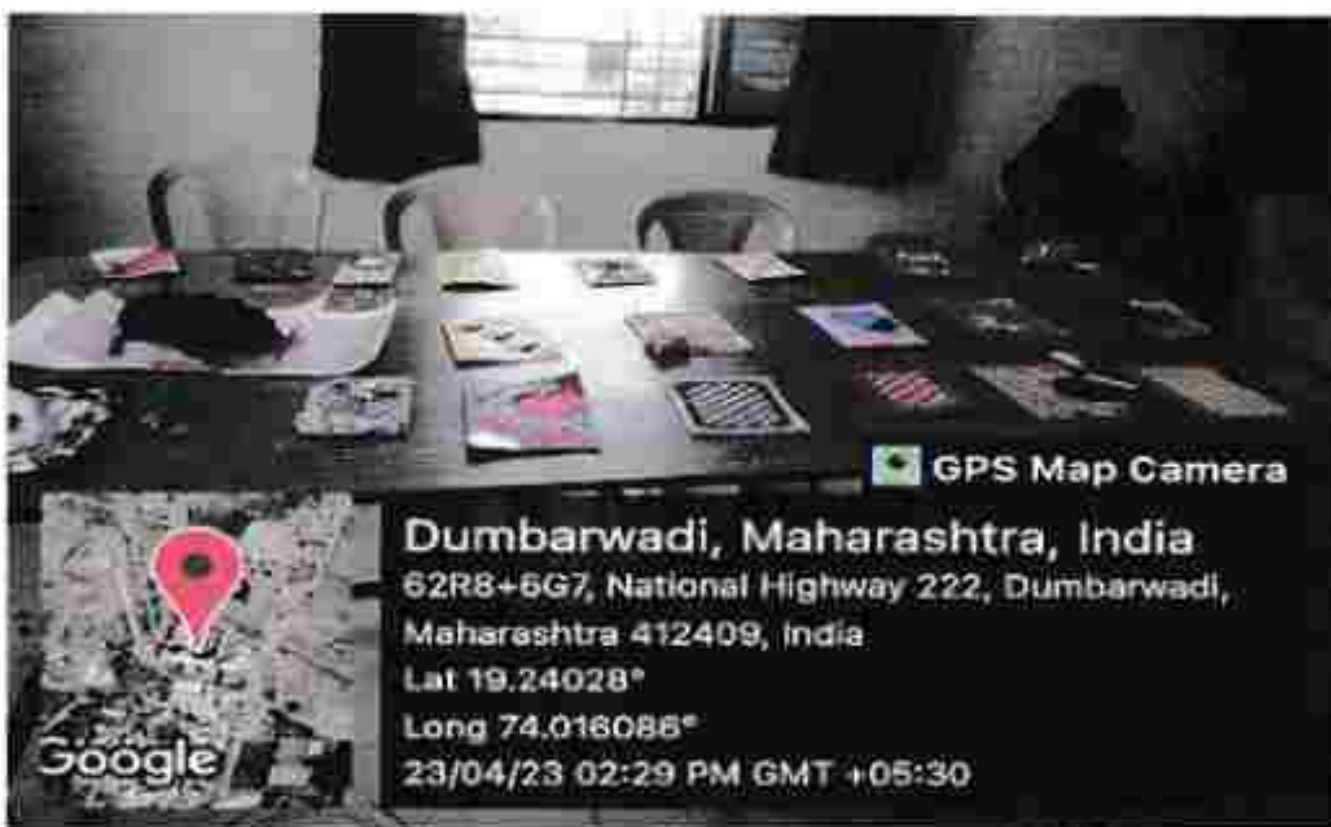 GPS Map Camera
Dumbarwadi, Maharashtra, India
62R8+6G7, National Highway 222, Dumbarwadi,
Maharashtra 412409, India
Lat 19.24028°
Long 74.016086°
23/04/23 02:29 PM GMT +05:30
Google